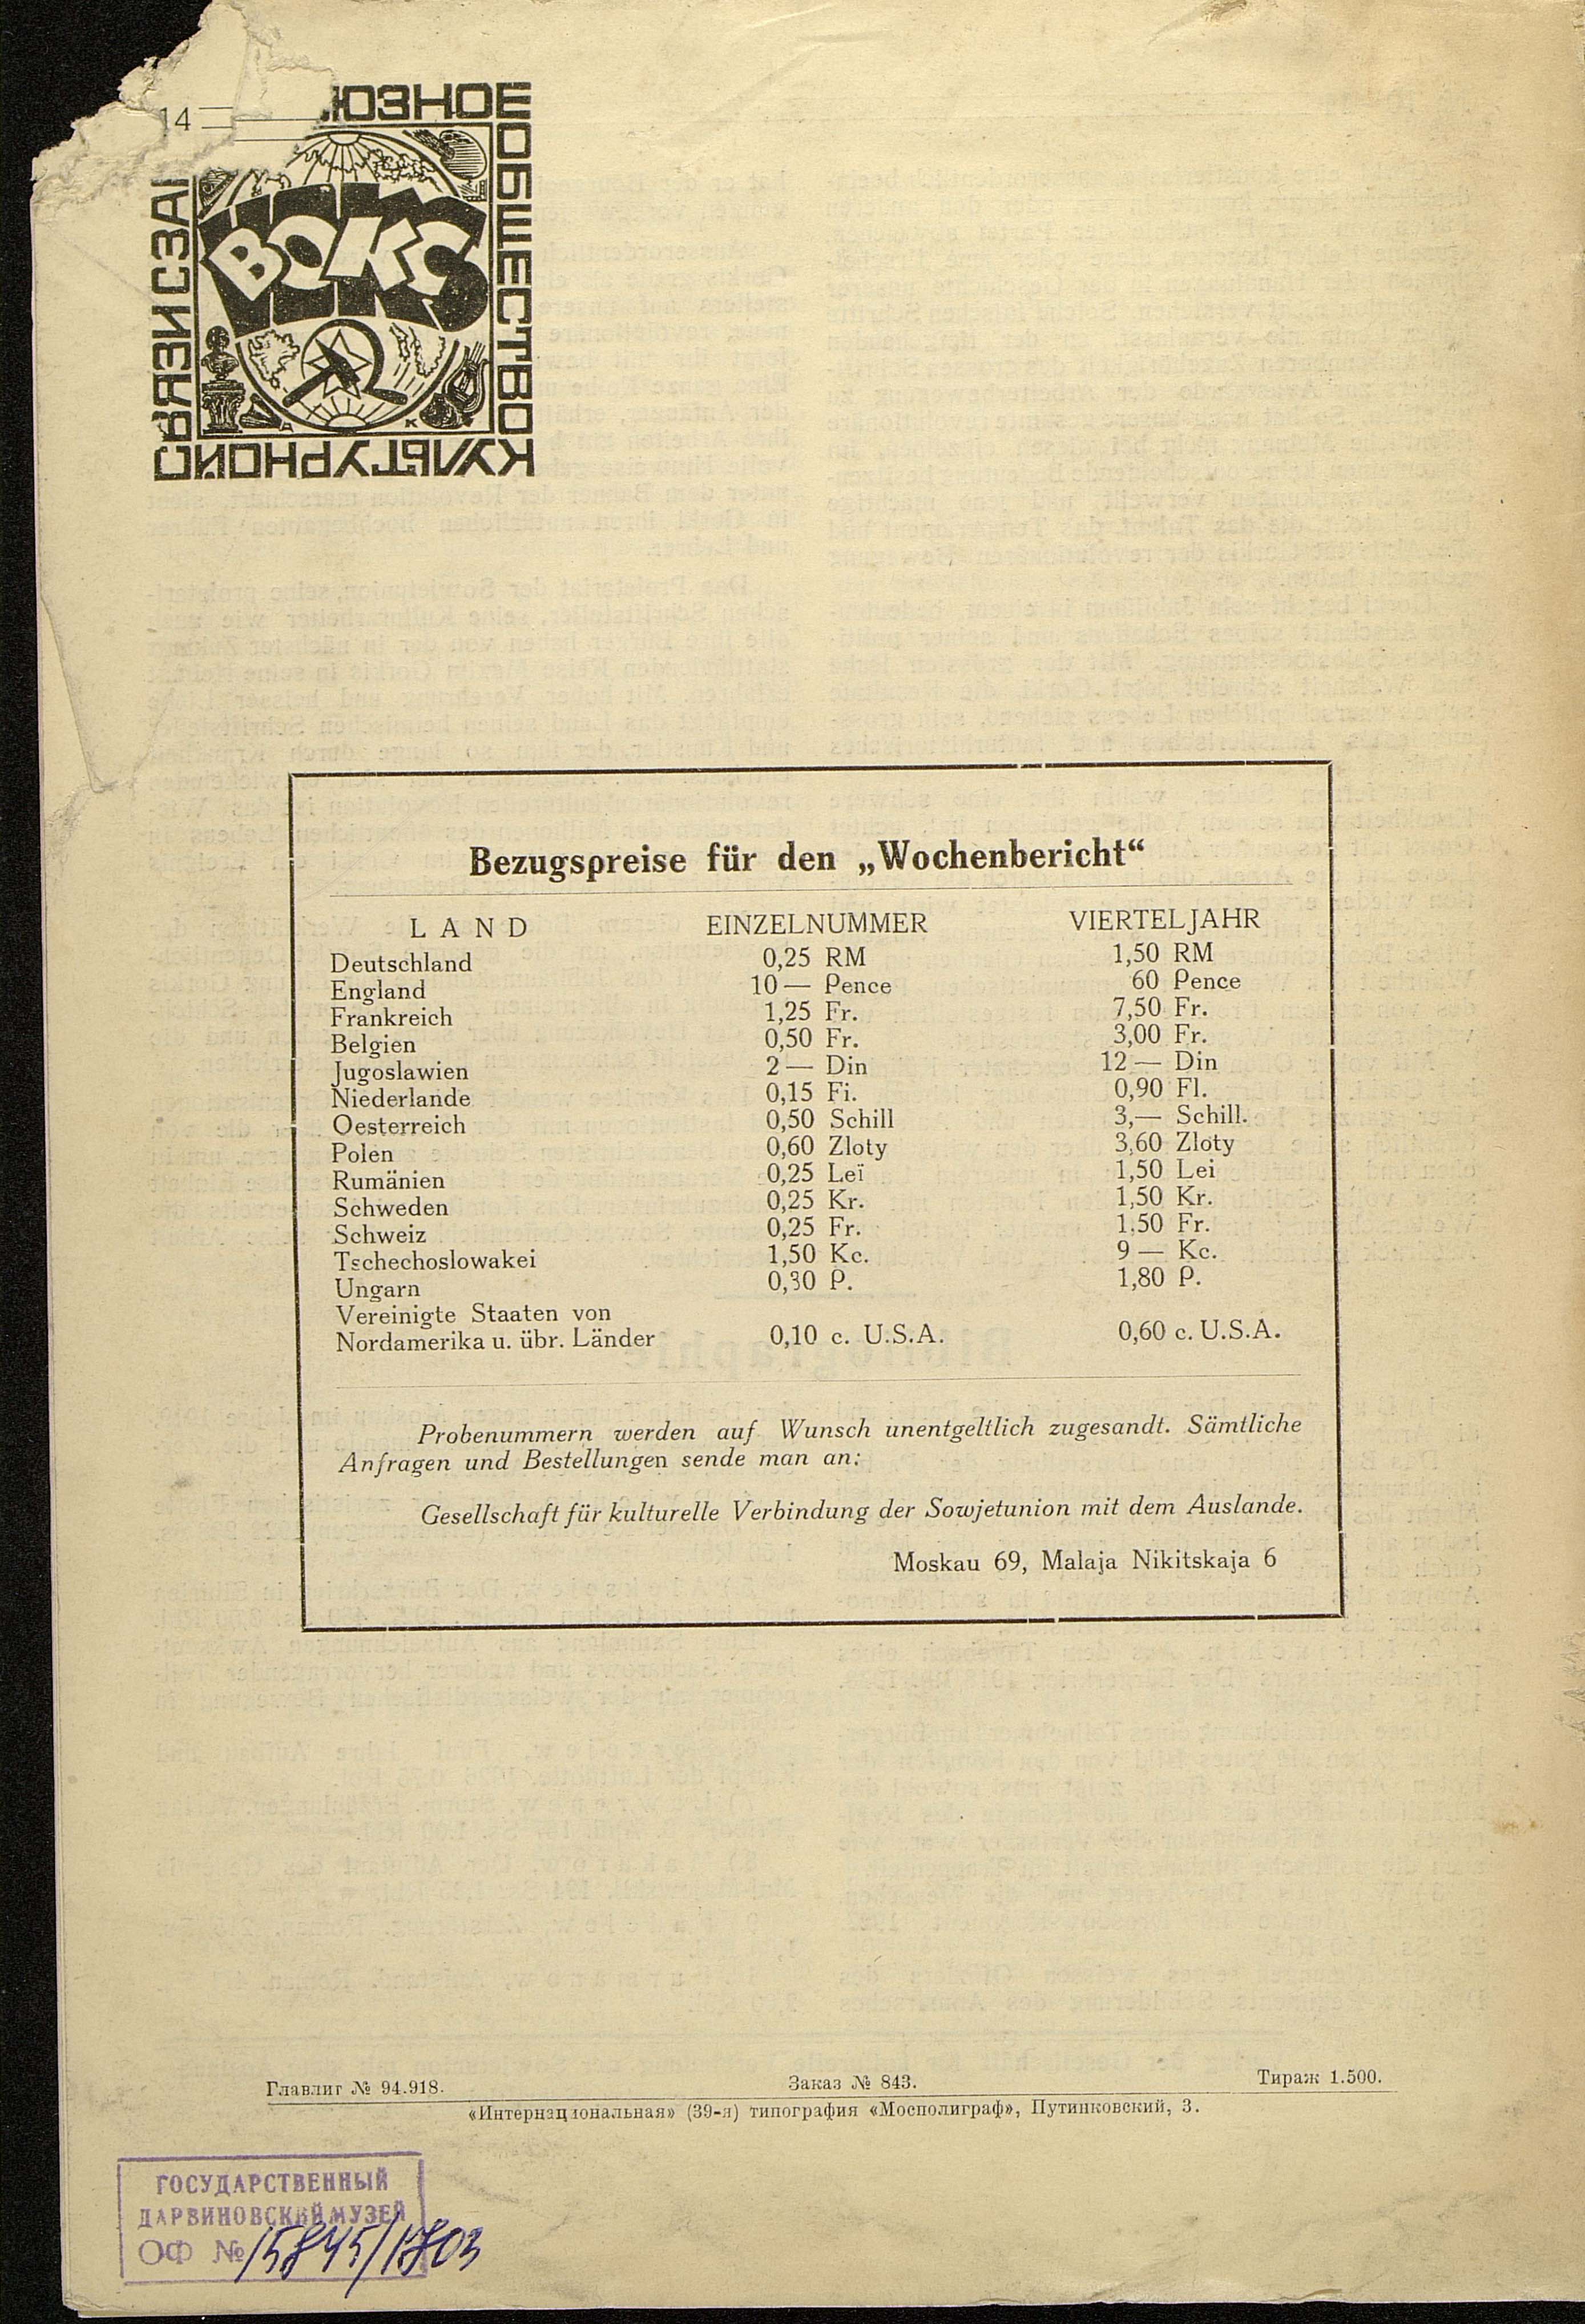 14
ЮЗНОЕ
ОБЩЕСТВО
КУЛЬТУРНОЙ
СВЯЗИ С ЗА
ВОКС
Bezugspreise für den „Wochenbericht“
LAND EINZELNUMMER VIERTELJAHR
Deutschland 0,25 RM 1,50 RM
England 10 — Pence 60 Pence
Frankreich 1,25 Fr. 7,50 Fr.
Belgien 0,50 Fr. 3,00 Fr.
Jugoslawien 2 — Din 12 — Din
Niederlande 0,15 Fi. 0,90 Fl.
Oesterreich 0,50 Schill 3,— Schill.
Polen 0,60 Zloty 3,60 Zloty
Rumänien 0,25 Leï 1,50 Lei
Schweden 0,25 Kr. 1,50 Kr.
Schweiz 0,25 Fr. 1,50 Fr.
Tschechoslowakei 1,50 Kc. 9 — Kc.
Ungarn 0,30 P. 1,80 P.
Vereinigte Staaten von
Nordamerika u. übr. Länder 0,10 c. U.S.A. 0,60 c. U.S.A.
Probenummern werden auf Wunsch unentgeltlich zugesandt. Sämtliche
Anfragen und Bestellungen sende man an:
Gesellschaft für kulturelle Verbindung der Sowjetunion mit dem Auslande.
Moskau 69, Malaja Nikitskaja 6
Главлит № 94.918. Заказ № 843. Тираж 1.500.
«Интернациональная» (39-я) типография «Мосполиграф», Путинковский, 3.
ГОСУДАРСТВЕННЫЙ
ДАРВИНОВСКИЙ МУЗЕЙ
ОФ № 15845/1803